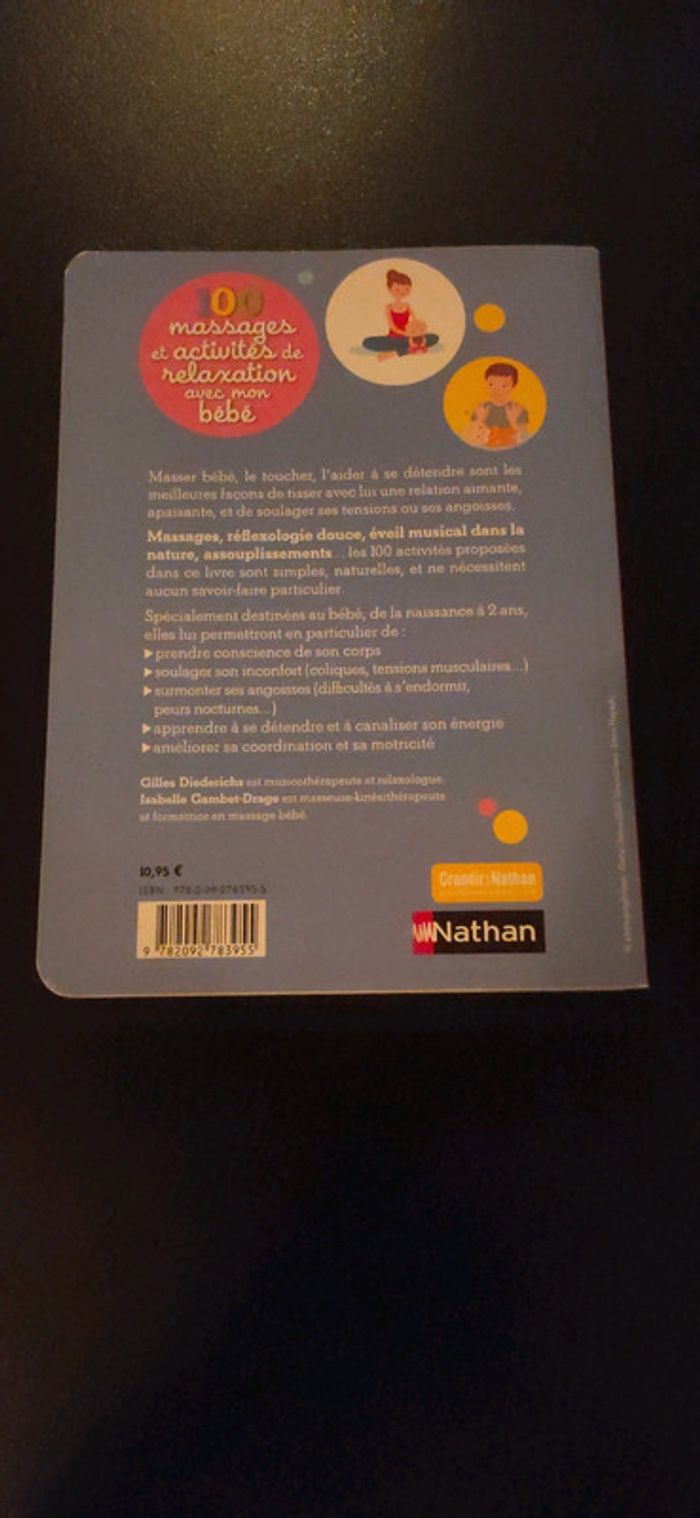 100
massages
et activités de
relaxation
avec mon
bébé
Masser bébé, le toucher, l'aider à se détendre sont les
meilleures façons de tisser avec lui une relation aimante,
apaisante, et de soulager ses tensions ou ses angoisses.
Massages, réflexologie douce, éveil musical dans la
nature, assouplissements... les 100 activités proposées
dans ce livre sont simples, naturelles, et ne nécessitent
aucun savoir-faire particulier
Spécialement destinées au bébé, de la naissance à 2 ans,
elles lui permettront en particulier de :
▶ prendre conscience de son corps
▶ soulager son inconfort (coliques, tensions musculaires...)
▶ surmonter ses angoisses (difficultés à s'endormir,
peurs nocturnes...)
▶ apprendre à se détendre et à canaliser son énergie
▶ améliorer sa coordination et sa motricité
Gilles Diederichs est musicothérapeute et relaxologue.
Isabelle Gambet-Drago est masseuse-kinésithérapeute
et formatrice en massage bébé.
10,95 €
ISBN : 978-2-09-278395-5
9 782092 783955
Grandir Nathan
Nathan